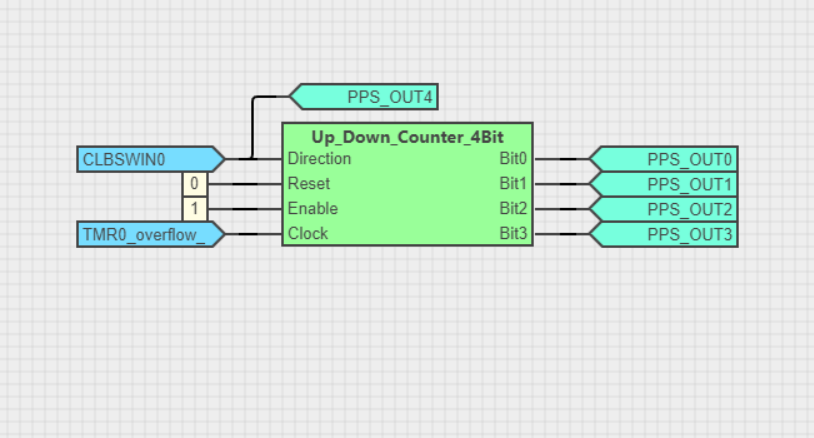 PPS_OUT4
Up_Down_Counter_4Bit
CLBSWIN0 Direction Bit0 PPS_OUT0
0 Reset Bit1 PPS_OUT1
1 Enable Bit2 PPS_OUT2
TMR0_overflow_ Clock Bit3 PPS_OUT3